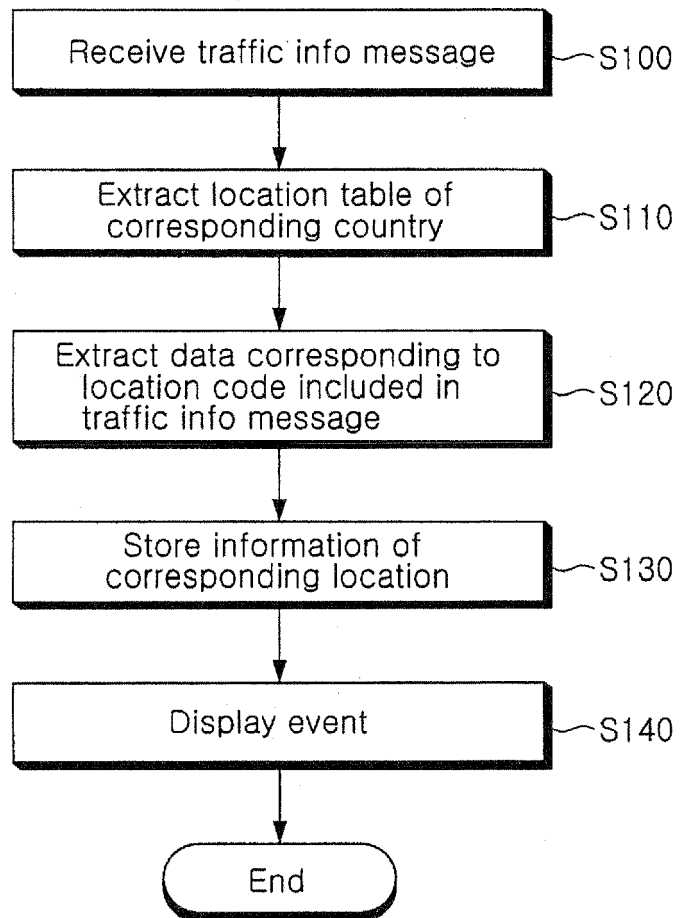 Receive traffic info message
S100
Extract location table of
corresponding country
S110
Extract data corresponding to
location code included in
traffic info message
S120
Store information of
corresponding location
S130
Display event
S140
End